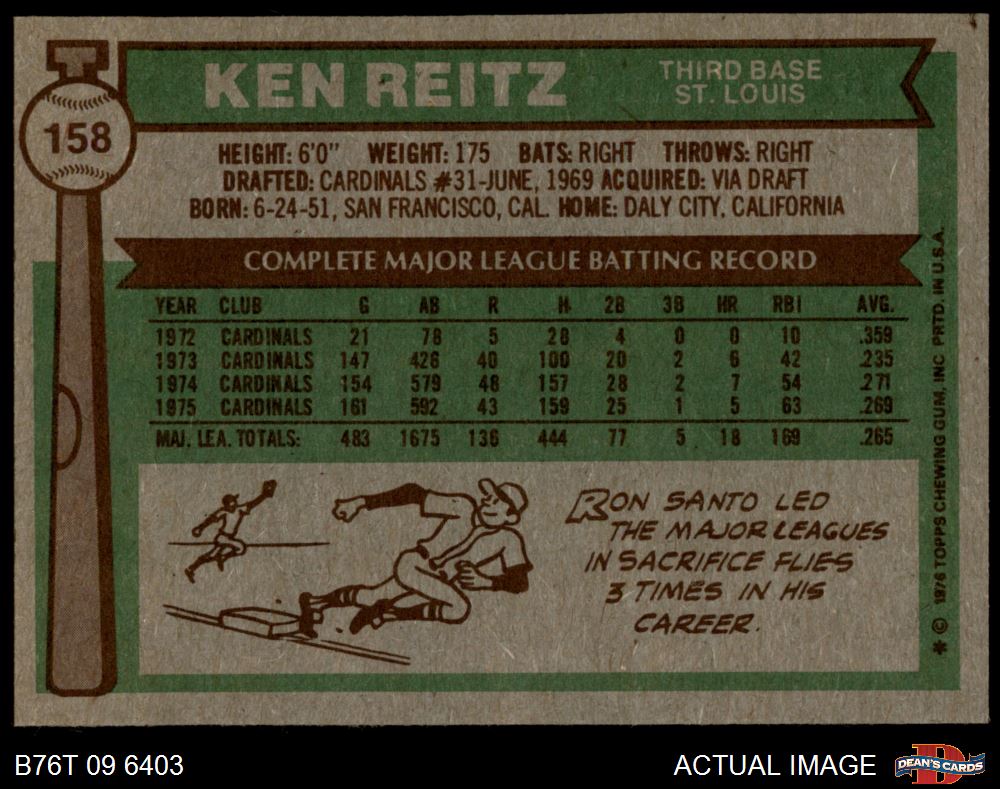 158
KEN REITZ
THIRD BASE
ST. LOUIS
HEIGHT: 6'0" WEIGHT: 175 BATS: RIGHT THROWS: RIGHT
DRAFTED: CARDINALS #31-JUNE, 1969 ACQUIRED: VIA DRAFT
BORN: 6-24-51, SAN FRANCISCO, CAL. HOME: DALY CITY, CALIFORNIA
COMPLETE MAJOR LEAGUE BATTING RECORD
YEAR CLUB G AB R H 2B 3B HR RBI AVG.
1972 CARDINALS 21 78 5 28 4 0 0 10 .359
1973 CARDINALS 147 426 40 100 20 2 6 42 .235
1974 CARDINALS 154 579 48 157 28 2 7 54 .271
1975 CARDINALS 161 592 43 159 25 1 5 63 .269
MAJ. LEA. TOTALS: 483 1675 136 444 77 5 18 169 .265
RON SANTO LED
THE MAJOR LEAGUES
IN SACRIFICE FLIES
3 TIMES IN HIS
CAREER.
* © 1976 TOPPS CHEWING GUM, INC PRTD. IN U.S.A.
B76T 09 6403
ACTUAL IMAGE
DEAN'S CARDS